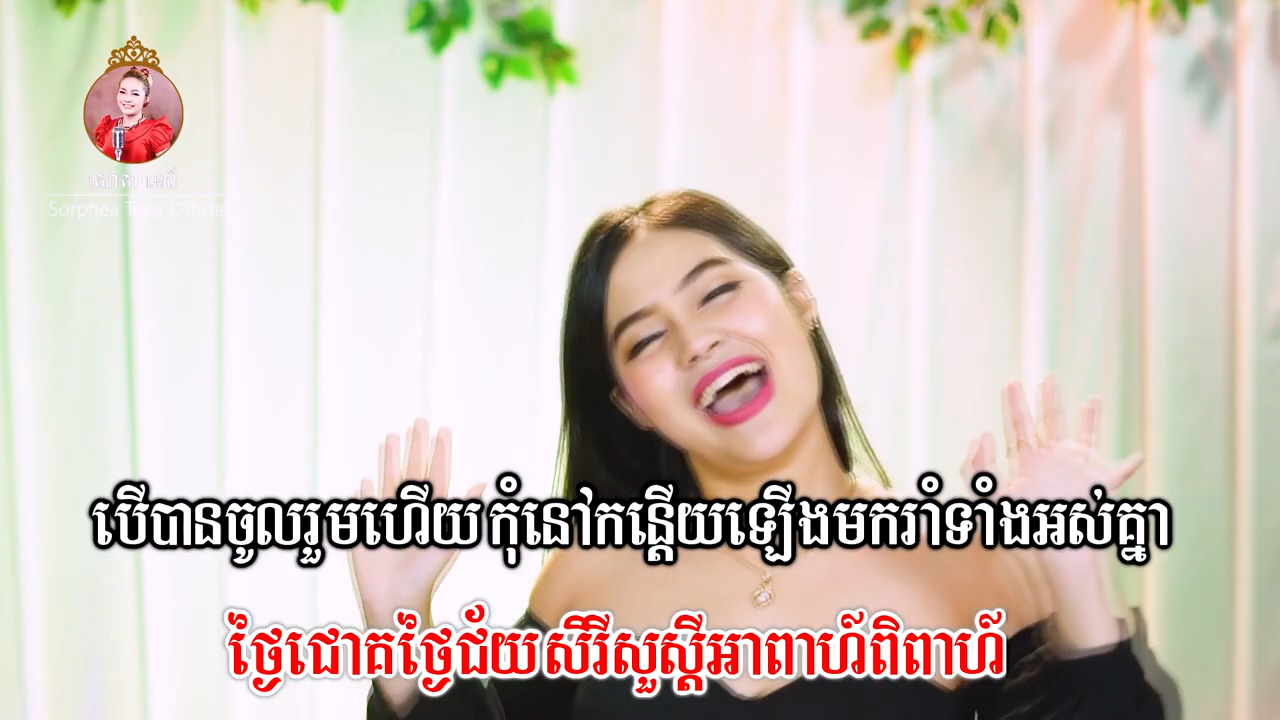 Sorphea
បើបានចូលរួមហើយ កុំនៅកន្តើយឡើងមករាំទាំងអស់គ្នា
ថ្ងៃជោគថ្ងៃជ័យ សិរីសួស្តីអាពាហ៍ពិពាហ៍